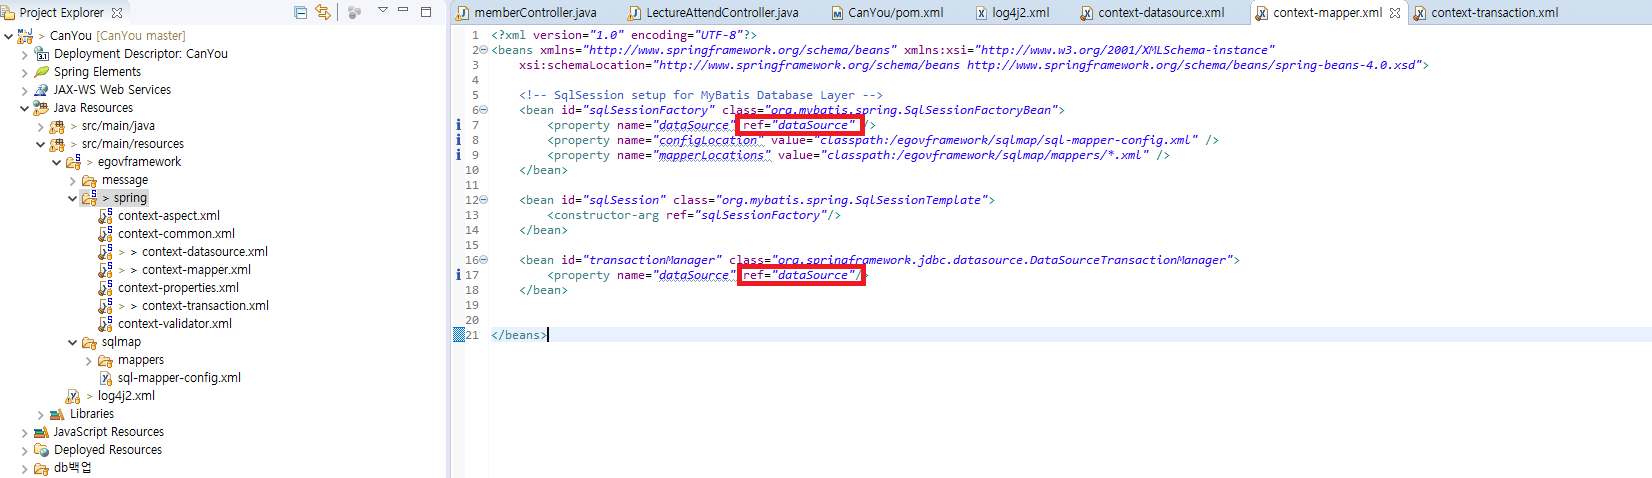 Project Explorer
CanYou [CanYou master]
Deployment Descriptor: CanYou
Spring Elements
JAX-WS Web Services
Java Resources
src/main/java
src/main/resources
egovframework
message
> spring
context-aspect.xml
context-common.xml
> > context-datasource.xml
> > context-mapper.xml
context-properties.xml
> > context-transaction.xml
context-validator.xml
sqlmap
mappers
sql-mapper-config.xml
> log4j2.xml
Libraries
JavaScript Resources
Deployed Resources
db백업
memberController.java
LectureAttendController.java
CanYou/pom.xml
log4j2.xml
context-datasource.xml
context-mapper.xml
context-transaction.xml
1 <?xml version="1.0" encoding="UTF-8"?>
2 <beans xmlns="http://www.springframework.org/schema/beans" xmlns:xsi="http://www.w3.org/2001/XMLSchema-instance"
3 xsi:schemaLocation="http://www.springframework.org/schema/beans http://www.springframework.org/schema/beans/spring-beans-4.0.xsd">
4
5 <!-- SqlSession setup for MyBatis Database Layer -->
6 <bean id="sqlSessionFactory" class="org.mybatis.spring.SqlSessionFactoryBean">
7 <property name="dataSource" ref="dataSource" />
8 <property name="configLocation" value="classpath:/egovframework/sqlmap/sql-mapper-config.xml" />
9 <property name="mapperLocations" value="classpath:/egovframework/sqlmap/mappers/*.xml" />
10 </bean>
11
12 <bean id="sqlSession" class="org.mybatis.spring.SqlSessionTemplate">
13 <constructor-arg ref="sqlSessionFactory"/>
14 </bean>
15
16 <bean id="transactionManager" class="org.springframework.jdbc.datasource.DataSourceTransactionManager">
17 <property name="dataSource" ref="dataSource"/>
18 </bean>
19
20
21 </beans>